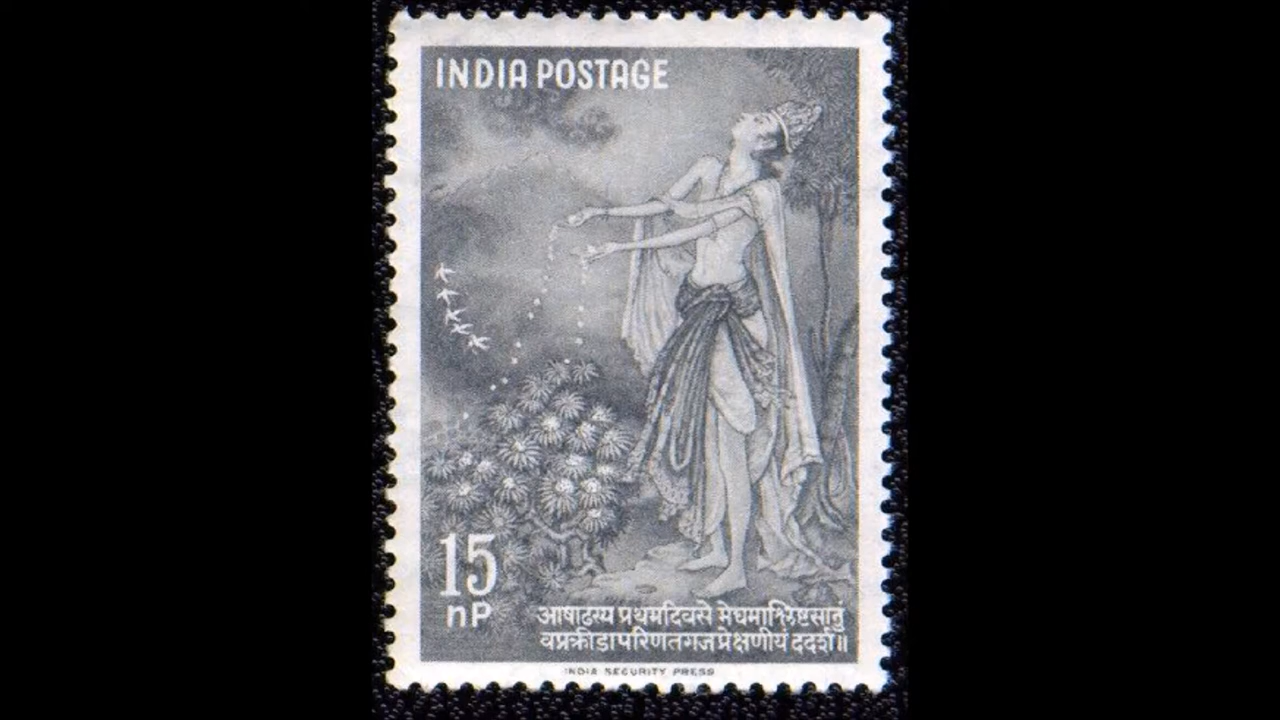 INDIA POSTAGE
15
nP
आषाढस्य प्रथमदिवसे मेघमाश्लिष्टसानुं
वप्रक्रीडापरिणतगजप्रेक्षणीयं ददर्श॥
INDIA SECURITY PRESS